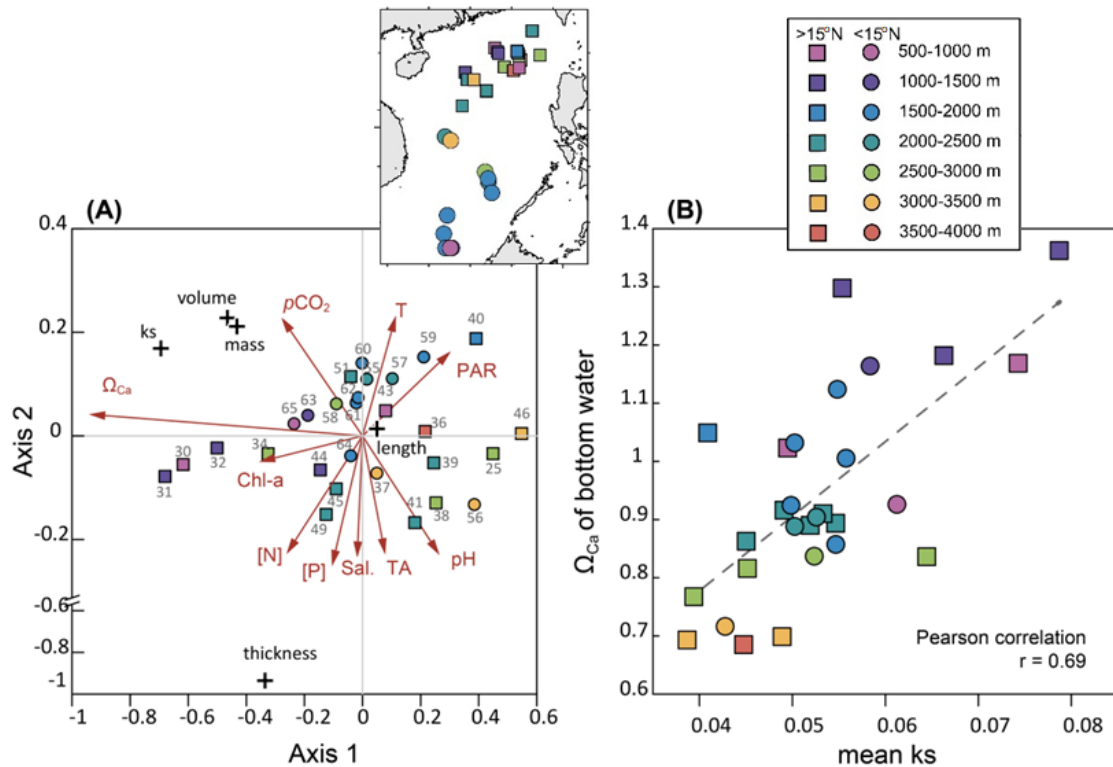 >15°N <15°N
500-1000 m
1000-1500 m
1500-2000 m
2000-2500 m
2500-3000 m
3000-3500 m
3500-4000 m
(A)
0.4
0.2
0
-0.2
-0.6
-0.6
-0.8
-1
Axis 2
-1 -0.8 -0.6 -0.4 -0.2 0 0.2 0.4 0.6
Axis 1
volume
mass
ks
pCO₂
T
PAR
Ω_Ca
Chl-a
length
[N]
[P]
Sal.
TA
pH
thickness
40
59
60
57
51
55
62
43
63
65
58
61
36
46
30
32
34
64
39
25
31
44
37
45
41
38
56
49
(B)
1.4
1.3
1.2
1.1
1
0.9
0.8
0.7
0.6
Ω_Ca of bottom water
0.04 0.05 0.06 0.07 0.08
mean ks
Pearson correlation
r = 0.69